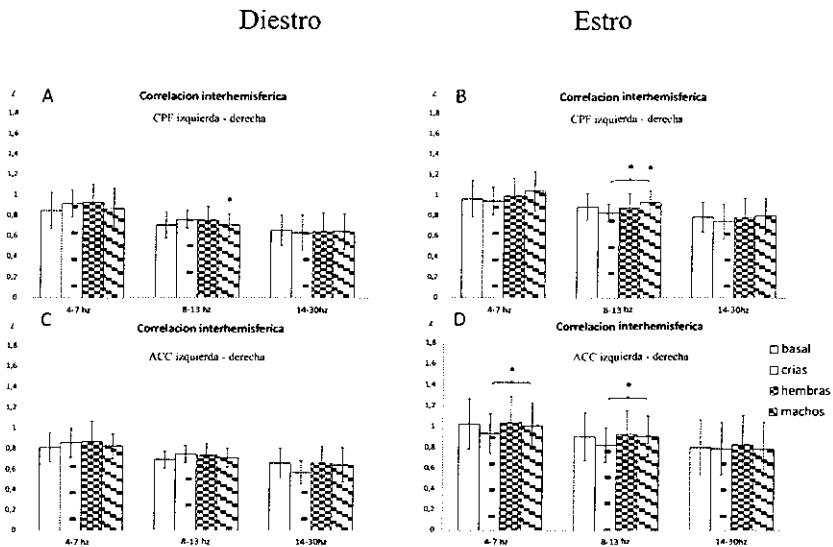 Diestro
Estro
A
Correlacion interhemisferica
CPF izquierda - derecha
z
1,8
1,6
1,4
1,2
1
0,8
0,6
0,4
0,2
0
4-7 hz
8-13 hz
14-30hz
B
Correlacion interhemisferica
CPF izquierda - derecha
z
1,8
1,6
1,4
1,2
1
0,8
0,6
0,4
0,2
0
4-7 hz
8-13 hz
14-30hz
C
Correlacion interhemisferica
ACC izquierda - derecha
z
1,8
1,6
1,4
1,2
1
0,8
0,6
0,4
0,2
0
4-7 hz
8-13 hz
14-30hz
D
Correlacion interhemisferica
ACC izquierda - derecha
z
1,8
1,6
1,4
1,2
1
0,8
0,6
0,4
0,2
0
4-7 hz
8-13 hz
14-30hz
basal
crias
hembras
machos